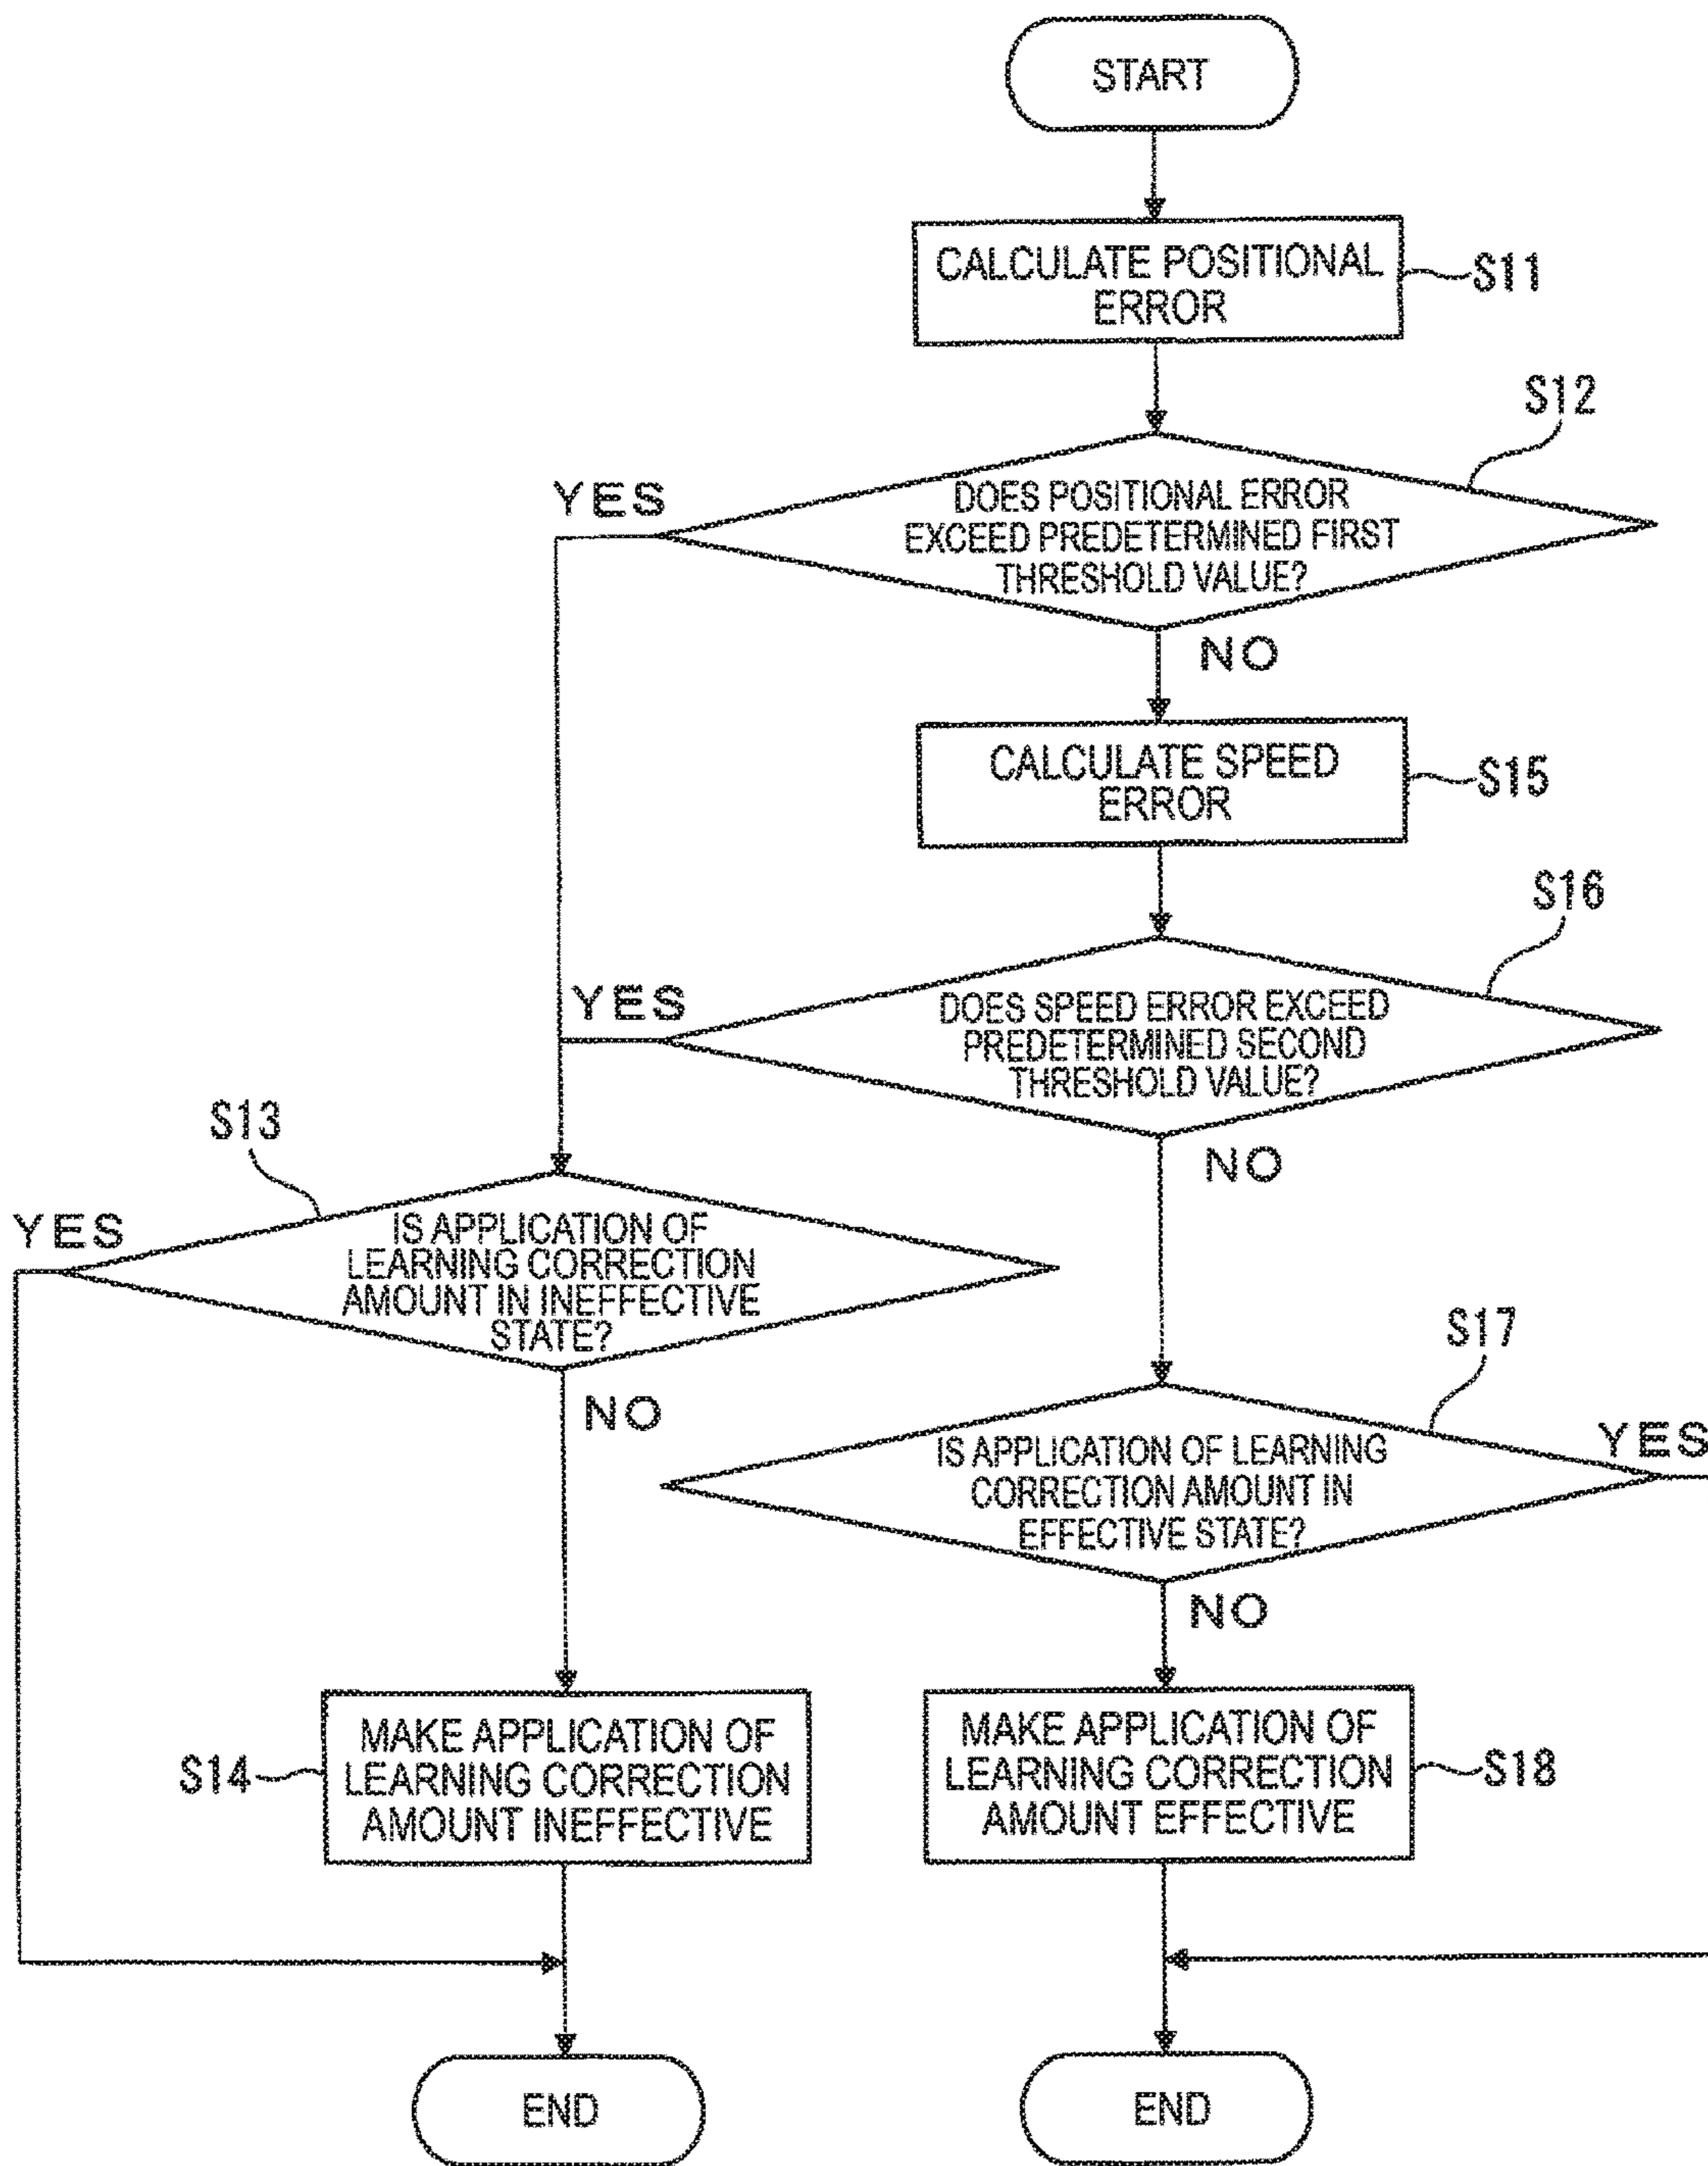 START
CALCULATE POSITIONAL
ERROR
S11
S12
DOES POSITIONAL ERROR
EXCEED PREDETERMINED FIRST
THRESHOLD VALUE?
YES
NO
CALCULATE SPEED
ERROR
S15
S16
DOES SPEED ERROR EXCEED
PREDETERMINED SECOND
THRESHOLD VALUE?
YES
NO
S13
YES
IS APPLICATION OF
LEARNING CORRECTION
AMOUNT IN INEFFECTIVE
STATE?
NO
S17
YES
IS APPLICATION OF LEARNING
CORRECTION AMOUNT IN
EFFECTIVE STATE?
NO
S14
MAKE APPLICATION OF
LEARNING CORRECTION
AMOUNT INEFFECTIVE
MAKE APPLICATION OF
LEARNING CORRECTION
AMOUNT EFFECTIVE
S18
END
END